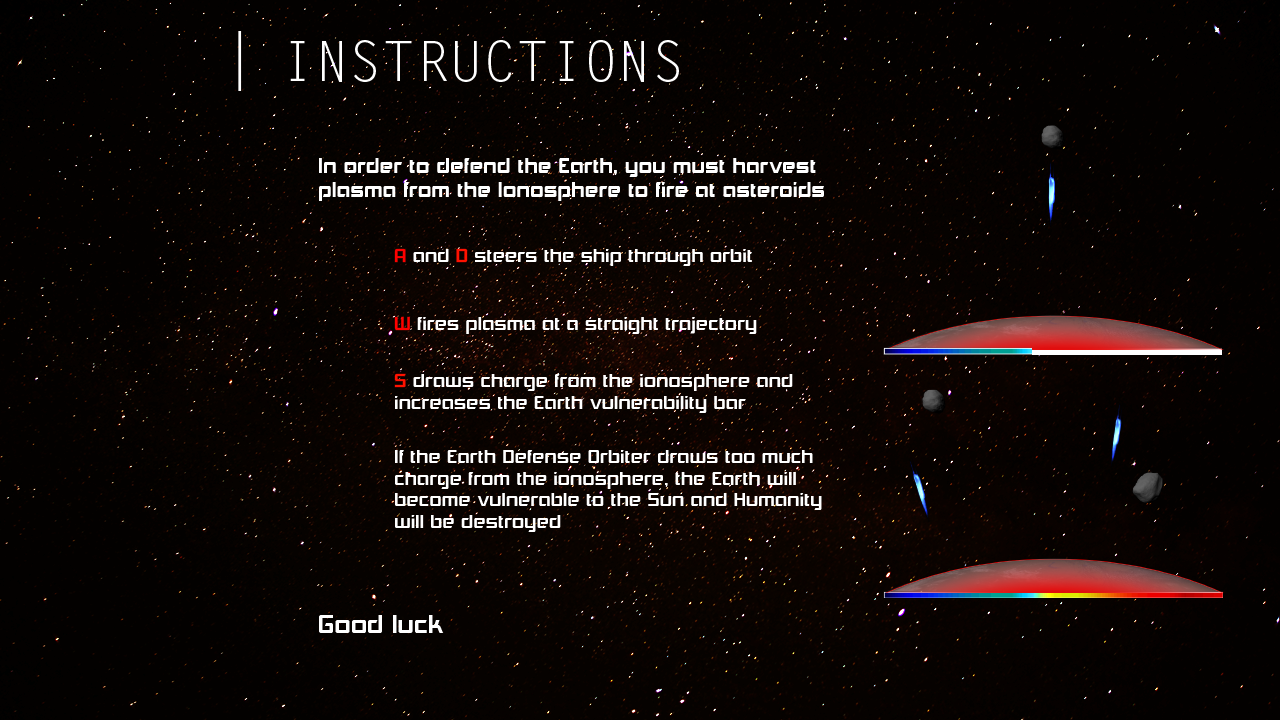 | INSTRUCTIONS
In order to defend the Earth, you must harvest
plasma from the Ionosphere to fire at asteroids
A and D steers the ship through orbit
W fires plasma at a straight trajectory
S draws charge from the ionosphere and
increases the Earth vulnerability bar
If the Earth Defense Orbiter draws too much
charge from the ionosphere, the Earth will
become vulnerable to the Sun and Humanity
will be destroyed
Good luck